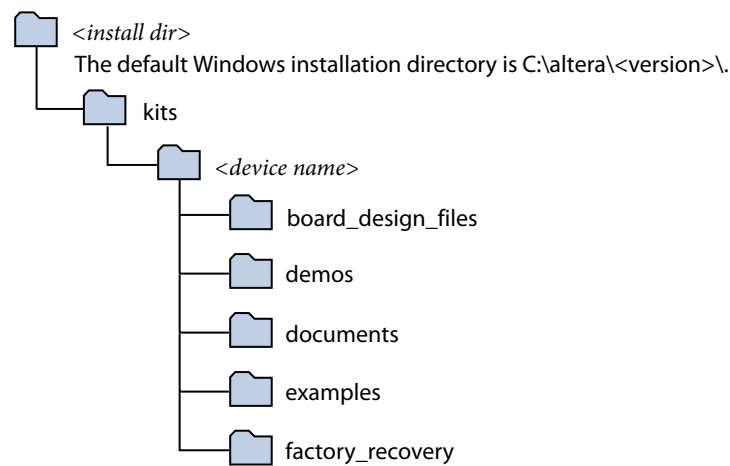 <install dir>
The default Windows installation directory is C:\altera\<version>\.
kits
<device name>
board_design_files
demos
documents
examples
factory_recovery